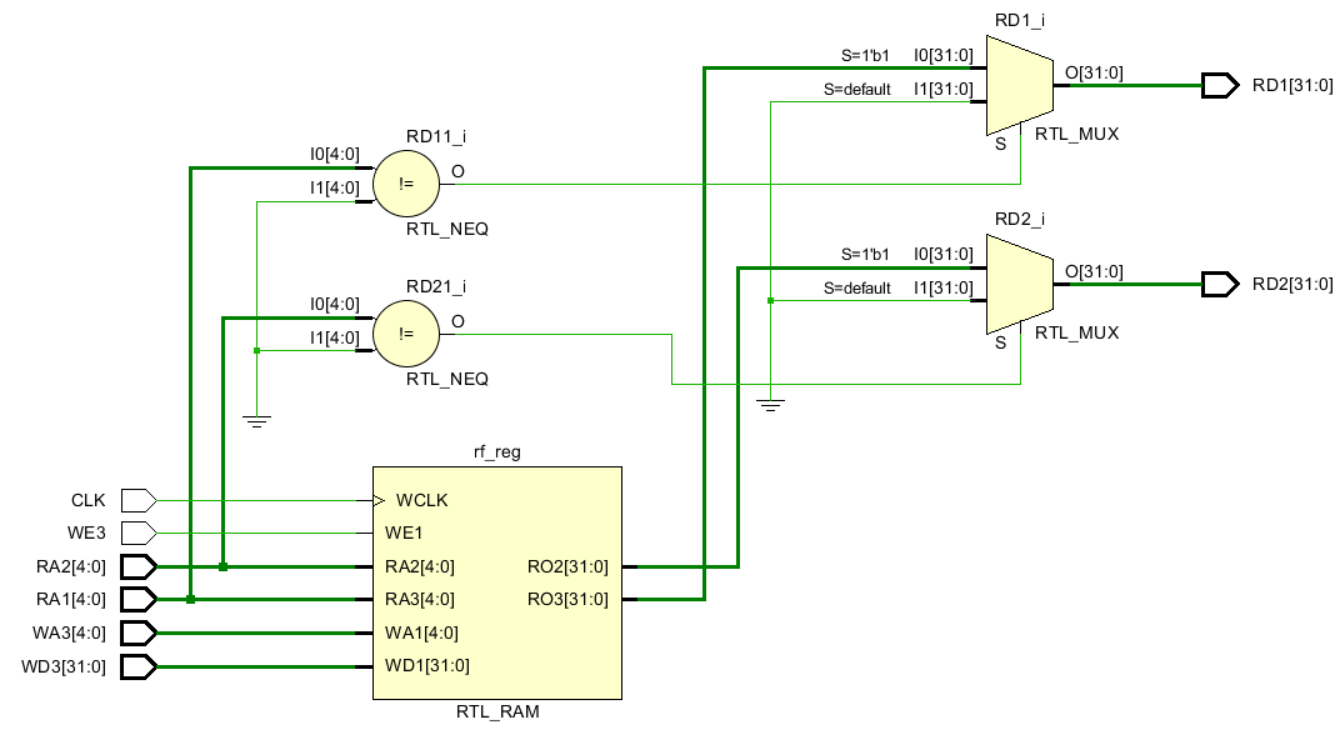 RD1_i
S=1'b1 I0[31:0]
O[31:0]
RD1[31:0]
S=default I1[31:0]
S
RTL_MUX
RD11_i
I0[4:0]
O
!=
I1[4:0]
RTL_NEQ
RD2_i
S=1'b1 I0[31:0]
O[31:0]
RD2[31:0]
S=default I1[31:0]
S
RTL_MUX
RD21_i
I0[4:0]
O
!=
I1[4:0]
RTL_NEQ
rf_reg
CLK WCLK
WE3 WE1
RA2[4:0] RA2[4:0] RO2[31:0]
RA1[4:0] RA3[4:0] RO3[31:0]
WA3[4:0] WA1[4:0]
WD3[31:0] WD1[31:0]
RTL_RAM